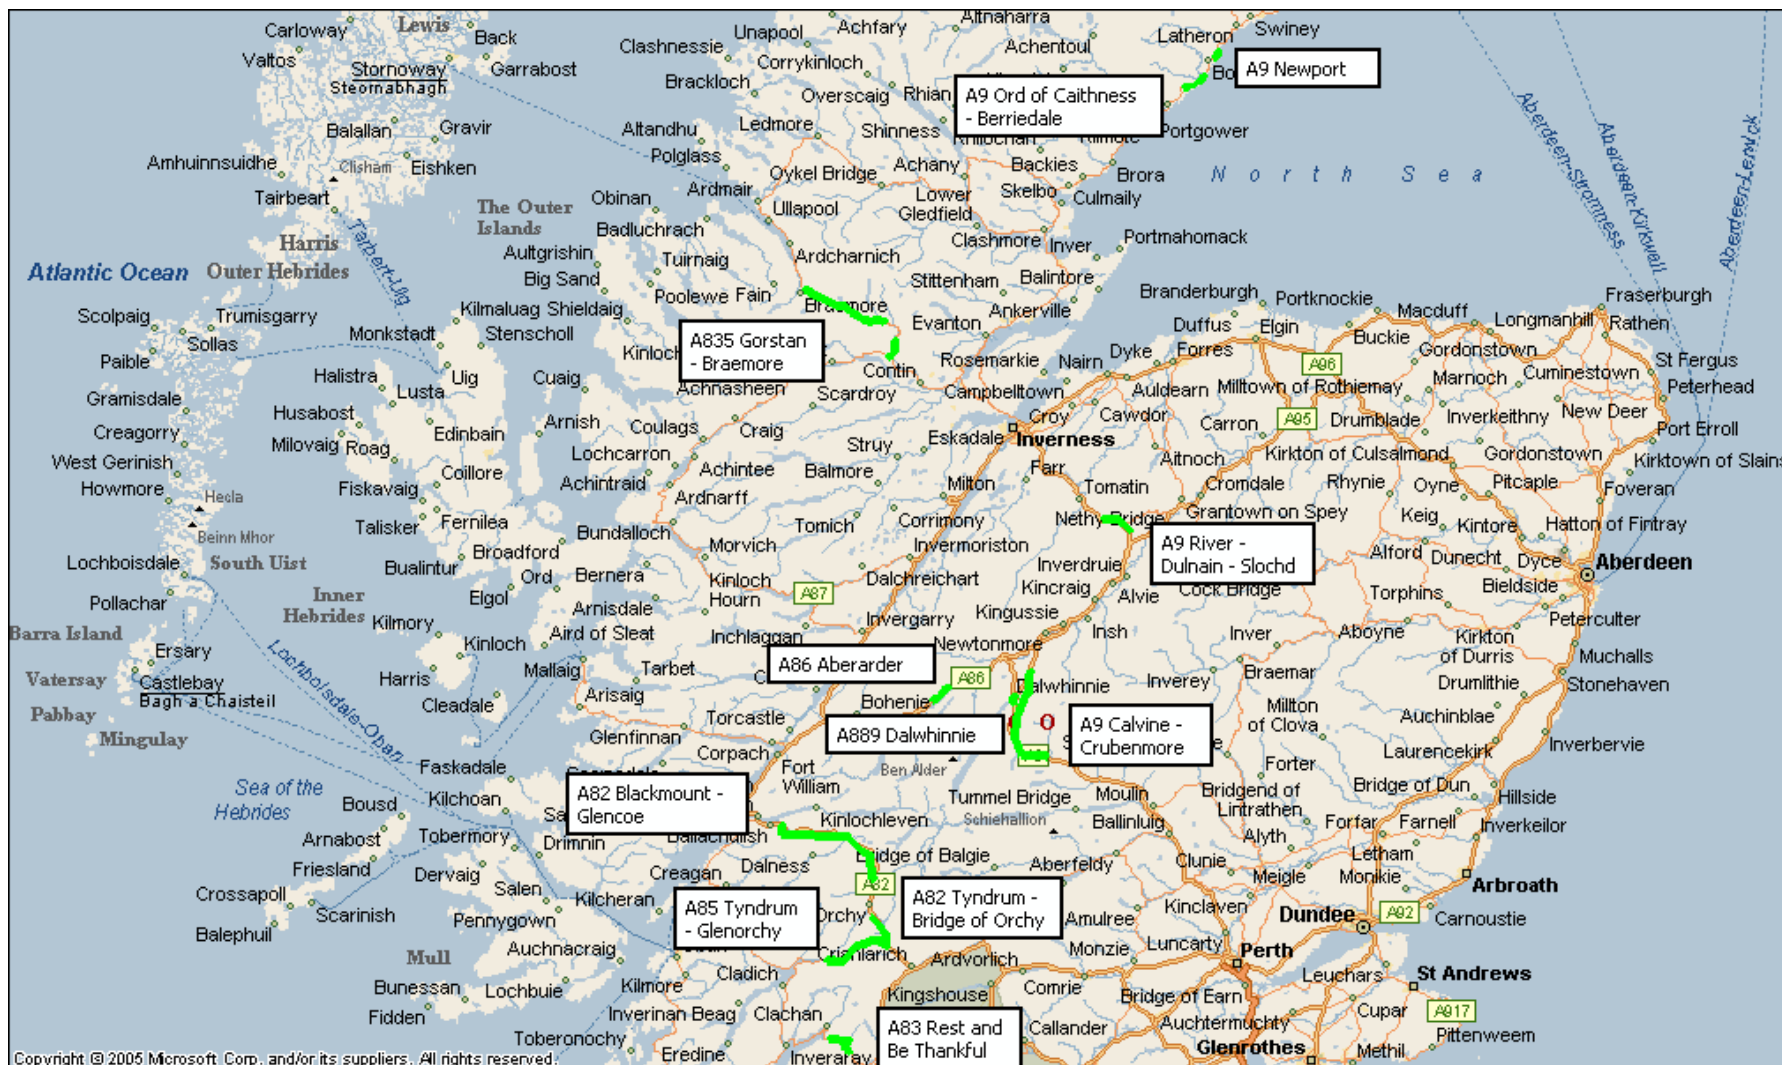 Carloway
Lewis
Back
Valtos
Stornoway
Steornabhagh
Garrabost
Balallan
Gravir
Amhuinnsuidhe
Clisham
Eishken
Tairbeart
Harris
Outer Hebrides
Atlantic Ocean
Tarbert-Uig
The Outer
Islands
Scolpaig
Trumisgarry
Sollas
Paible
Gramisdale
Creagorry
West Gerinish
Howmore
Hecla
Beinn Mhor
Lochboisdale
South Uist
Pollachar
Barra Island
Ersary
Vatersay
Castlebay
Bagh a Chaisteil
Pabbay
Mingulay
Lochboisdale-Oban
Sea of the
Hebrides
Monkstadt
Kilmaluag
Shieldaig
Stenscholl
Halistra
Uig
Lusta
Husabost
Milovaig
Roag
Edinbain
Coillore
Fiskavaig
Talisker
Fernilea
Broadford
Bualintur
Ord
Elgol
Inner
Hebrides
Kilmory
Kinloch
Aird of Sleat
Harris
Mallaig
Cleadale
Arisaig
Faskadale
Kilchoan
Bousd
Arnabost
Tobermory
Drimnin
Friesland
Dervaig
Crossapoll
Salen
Scarinish
Pennygown
Balephuil
Auchnacraig
Mull
Bunessan
Lochbuie
Fidden
Toberonochy
Unapool
Achfary
Altnaharra
Clashnessie
Corrykinloch
Achentoul
Latheron
Swiney
Brackloch
Overscaig
Rhian
A9 Newport
A9 Ord of Caithness
- Berriedale
Altandhu
Ledmore
Shinness
Portgower
Polglass
Achany
Backies
Brora
Oykel Bridge
Ardmair
Lower
Gledfield
Skelbo
Culmaily
Obinan
Ullapool
Badluchrach
Clashmore
Inver
Portmahomack
Aultgrishin
Tuirnaig
Ardcharnich
Big Sand
Stittenham
Balintore
Poolewe
Fain
Braemore
Ankerville
Evanton
A835 Gorstan
- Braemore
Achnasheen
Contin
Rosemarkie
Scardroy
Campbelltown
Cuaig
Arnish
Coulags
Craig
Struy
Eskadale
Inverness
Lochcarron
Achintee
Balmore
Achintraid
Ardnarff
Milton
Tomich
Corrimony
Bundalloch
Morvich
Invermoriston
Bernera
Kinloch
Hourn
Dalchreichart
Arnisdale
A87
Invergarry
Inchlaggan
Tarbet
Torcastle
Glenfinnan
Corpach
Fort
William
North Sea
Aberdeen-Stromness
Aberdeen-Kirkwall
Aberdeen-Lerwick
Branderburgh
Portknockie
Macduff
Fraserburgh
Duffus
Elgin
Buckie
Longmanhill
Rathen
Nairn
Dyke
Forres
A96
Gordonstown
St Fergus
Auldearn
Milltown of Rothiemay
Marnoch
Cuminestown
Peterhead
Croy
Cawdor
Carron
A95
Drumblade
Inverkeithny
New Deer
Port Erroll
Farr
Aitnoch
Kirkton of Culsalmond
Gordonstown
Kirktown of Slains
Tomatin
Cromdale
Rhynie
Oyne
Pitcaple
Foveran
Nethy Bridge
Grantown on Spey
Keig
Kintore
Hatton of Fintray
A9 River -
Dulnain - Slochd
Inverdruie
Alford
Dunecht
Dyce
Aberdeen
Kincraig
Alvie
Cock Bridge
Torphins
Bieldside
Kingussie
Insh
Inver
Aboyne
Peterculter
Newtonmore
Kirkton
of Durris
Muchalls
A86 Aberarder
A86
Dalwhinnie
Inverey
Braemar
Drumlithie
Stonehaven
Bohenie
Millton
of Clova
Auchinblae
A889 Dalwhinnie
O
A9 Calvine -
Crubenmore
Laurencekirk
Inverbervie
Ben Alder
Forter
Bridge of Dun
A82 Blackmount -
Glencoe
Tummel Bridge
Moulin
Bridgend of
Lintrathen
Hillside
Kinlochleven
Schiehallion
Ballinluig
Forfar
Farnell
Inverkeilor
Ballachulish
Alyth
Bridge of Balgie
Aberfeldy
Clunie
Letham
Dalness
Creagan
A82
Meigle
Monikie
Arbroath
Kilcheran
A85 Tyndrum
- Glenorchy
Orchy
A82 Tyndrum -
Bridge of Orchy
Amulree
Kinclaven
Dundee
A92
Carnoustie
Crianlarich
Ardvorlich
Monzie
Luncarty
Perth
Cladich
Kilmore
Kingshouse
Comrie
Bridge of Earn
Leuchars
St Andrews
Inverinan Beag
Clachan
A83 Rest and
Be Thankful
Callander
Auchtermuchty
Cupar
A917
Pittenweem
Eredine
Inveraray
Glenrothes
Methil
Copyright © 2005 Microsoft Corp. and/or its suppliers. All rights reserved.